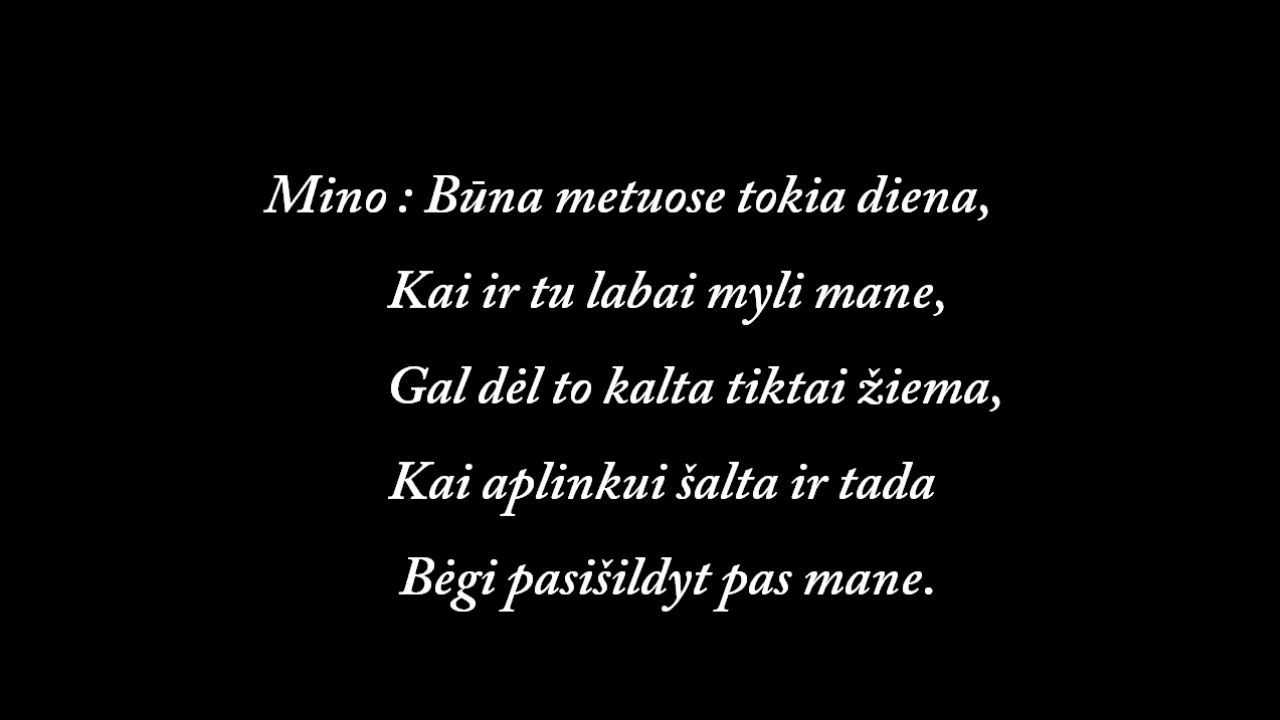 Mino : Būna metuose tokia diena,
Kai ir tu labai myli mane,
Gal dėl to kalta tiktai žiema,
Kai aplinkui šalta ir tada
Bėgi pasišildyt pas mane.